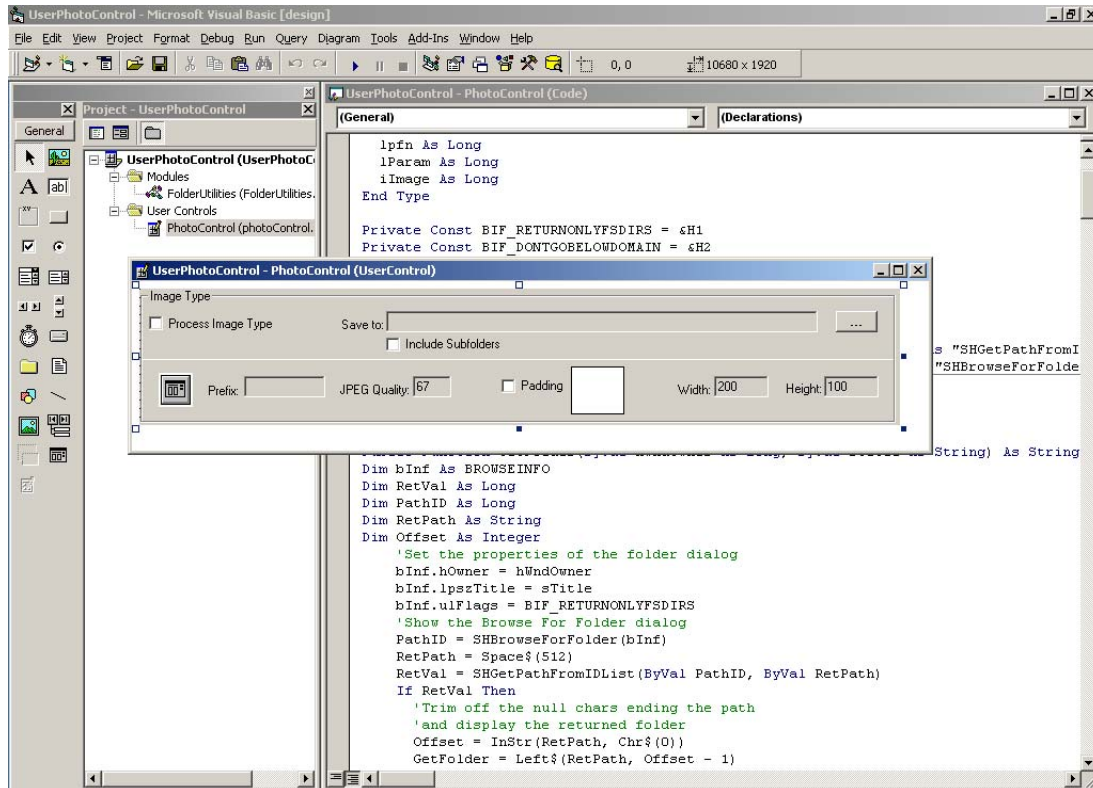 UserPhotoControl - Microsoft Visual Basic [design]
File Edit View Project Format Debug Run Query Diagram Tools Add-Ins Window Help
0, 0 10680 x 1920
General
A
ab
xv
Project - UserPhotoControl
UserPhotoControl (UserPhotoC
Modules
FolderUtilities (FolderUtilities.
User Controls
PhotoControl (photoControl.
UserPhotoControl - PhotoControl (Code)
(General) (Declarations)
lpfn As Long
lParam As Long
iImage As Long
End Type
Private Const BIF_RETURNONLYFSDIRS = &H1
Private Const BIF_DONTGOBELOWDOMAIN = &H2
UserPhotoControl - PhotoControl (UserControl)
Image Type
Process Image Type Save to: ...
Include Subfolders
Prefix: JPEG Quality: 67 Padding Width: 200 Height: 100
s "SHGetPathFromI
"SHBrowseForFolde
String) As String
Dim bInf As BROWSEINFO
Dim RetVal As Long
Dim PathID As Long
Dim RetPath As String
Dim Offset As Integer
'Set the properties of the folder dialog
bInf.hOwner = hWndOwner
bInf.lpszTitle = sTitle
bInf.ulFlags = BIF_RETURNONLYFSDIRS
'Show the Browse For Folder dialog
PathID = SHBrowseForFolder(bInf)
RetPath = Space$(512)
RetVal = SHGetPathFromIDList(ByVal PathID, ByVal RetPath)
If RetVal Then
'Trim off the null chars ending the path
'and display the returned folder
Offset = InStr(RetPath, Chr$(0))
GetFolder = Left$(RetPath, Offset - 1)